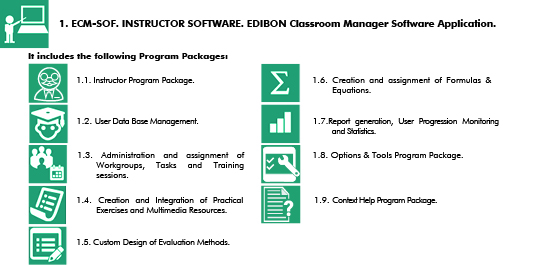 1. ECM-SOF. INSTRUCTOR SOFTWARE. EDIBON Classroom Manager Software Application.
It includes the following Program Packages:
1.1. Instructor Program Package.
1.2. User Data Base Management.
1.3. Administration and assignment of
Workgroups, Tasks and Training
sessions.
1.4. Creation and Integration of Practical
Exercises and Multimedia Resources.
1.5. Custom Design of Evaluation Methods.
Σ
1.6. Creation and assignment of Formulas &
Equations.
1.7.Report generation, User Progression Monitoring
and Statistics.
1.8. Options & Tools Program Package.
?
1.9. Context Help Program Package.